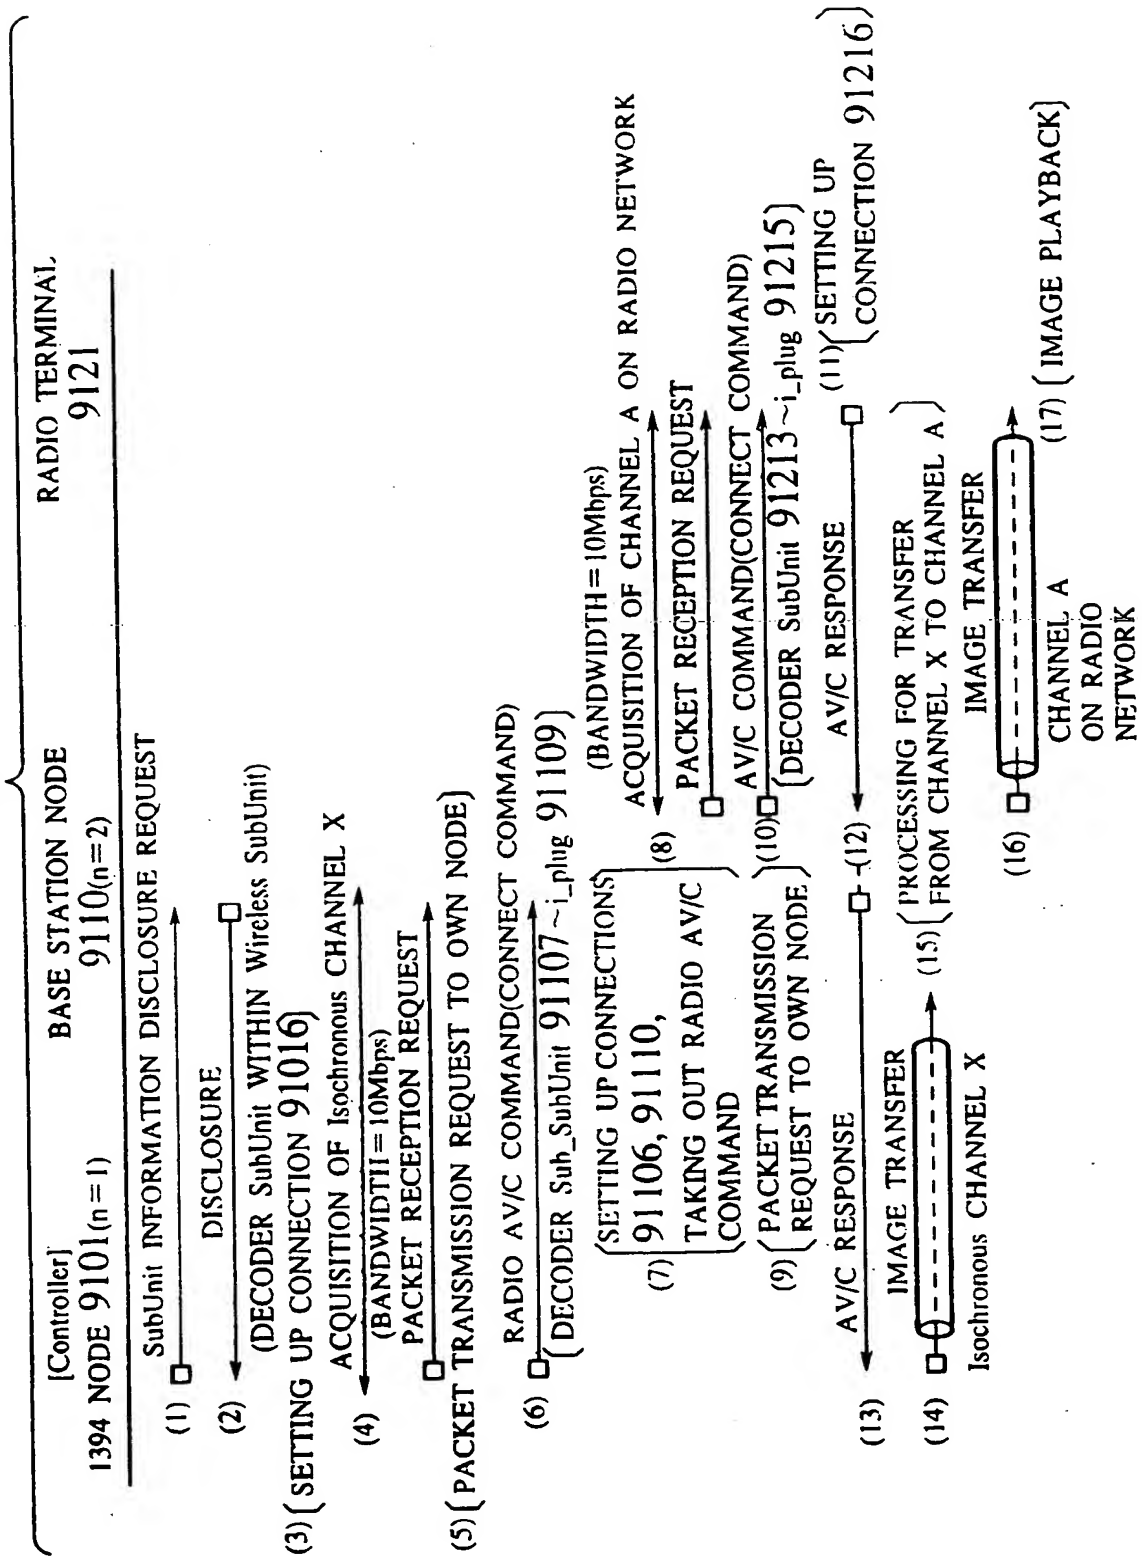 [Controller]
1394 NODE 9101(n=1)
BASE STATION NODE
9110(n=2)
RADIO TERMINAL
9121
SubUnit INFORMATION DISCLOSURE REQUEST
(1)
DISCLOSURE
(2)
(DECODER SubUnit WITHIN Wireless SubUnit)
(3) [SETTING UP CONNECTION 91016]
ACQUISITION OF Isochronous CHANNEL X
(4)
(BANDWIDTH=10Mbps)
PACKET RECEPTION REQUEST
(5) [PACKET TRANSMISSION REQUEST TO OWN NODE]
RADIO AV/C COMMAND(CONNECT COMMAND)
(6)
[DECODER Sub_SubUnit 91107~i_plug 91109]
(7) [SETTING UP CONNECTIONS
91106, 91110,
TAKING OUT RADIO AV/C
COMMAND]
(BANDWIDTH=10Mbps)
ACQUISITION OF CHANNEL A ON RADIO NETWORK
(8)
PACKET RECEPTION REQUEST
(9) [PACKET TRANSMISSION
REQUEST TO OWN NODE]
AV/C COMMAND(CONNECT COMMAND)
(10)
[DECODER SubUnit 91213~i_plug 91215]
(11) [SETTING UP
CONNECTION 91216]
AV/C RESPONSE
(12)
AV/C RESPONSE
(13)
IMAGE TRANSFER
(14)
Isochronous CHANNEL X
(15) [PROCESSING FOR TRANSFER
FROM CHANNEL X TO CHANNEL A]
IMAGE TRANSFER
(16)
CHANNEL A
ON RADIO
NETWORK
(17) [IMAGE PLAYBACK]